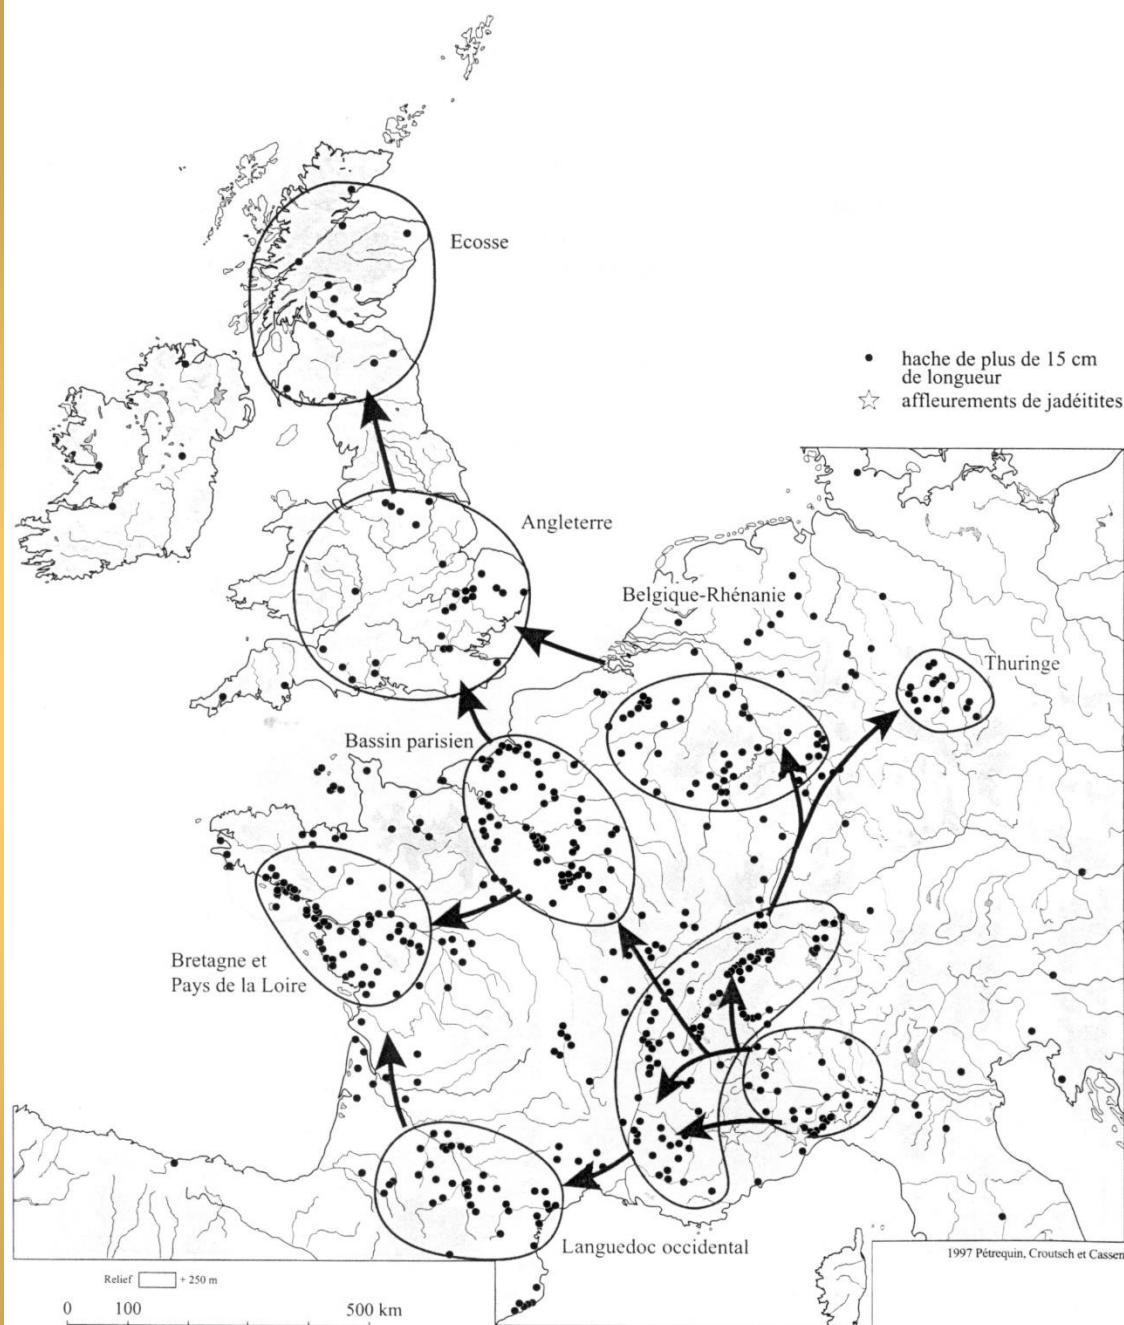 Ecosse
hache de plus de 15 cm
de longueur
affleurements de jadéitites
Angleterre
Belgique-Rhénanie
Thuringe
Bassin parisien
Bretagne et
Pays de la Loire
Languedoc occidental
1997 Pétrequin, Croutsch et Cassen
Relief + 250 m
0 100 500 km